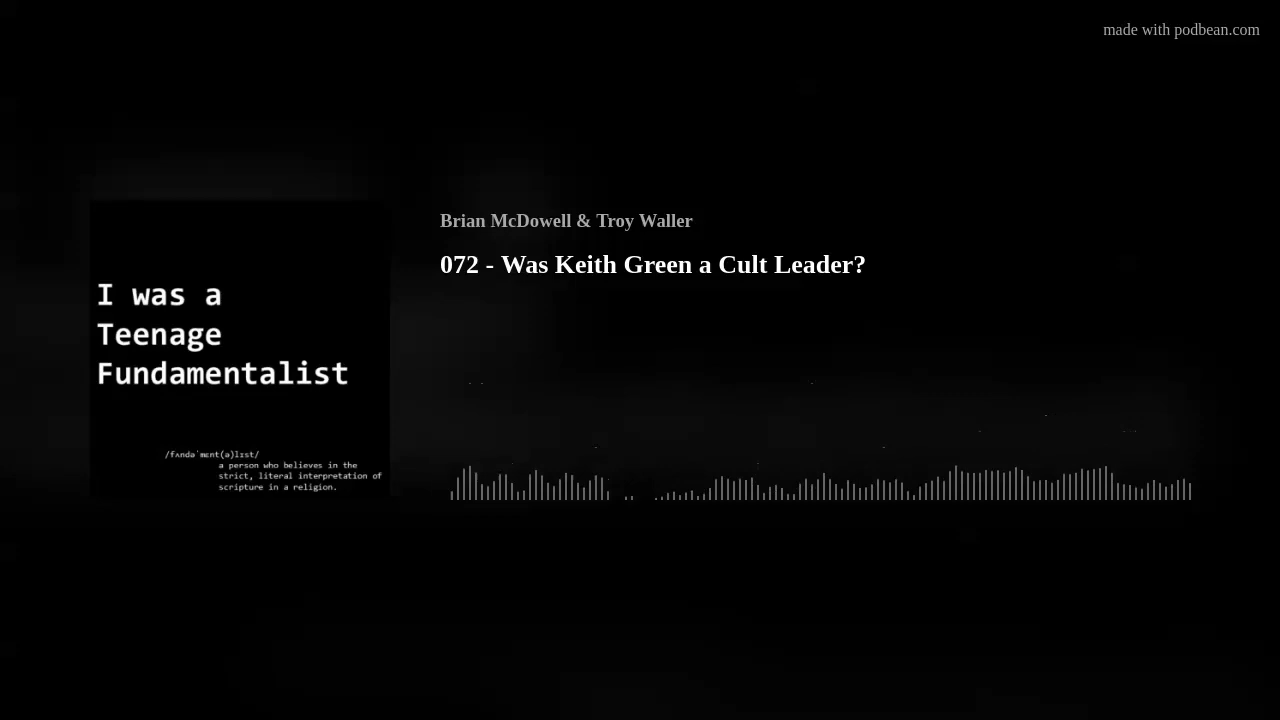 made with podbean.com
Brian McDowell & Troy Waller
072 - Was Keith Green a Cult Leader?
I was a
Teenage
Fundamentalist
/fʌndəˈmɛnt(ə)lɪst/
a person who believes in the
strict, literal interpretation of
scripture in a religion.